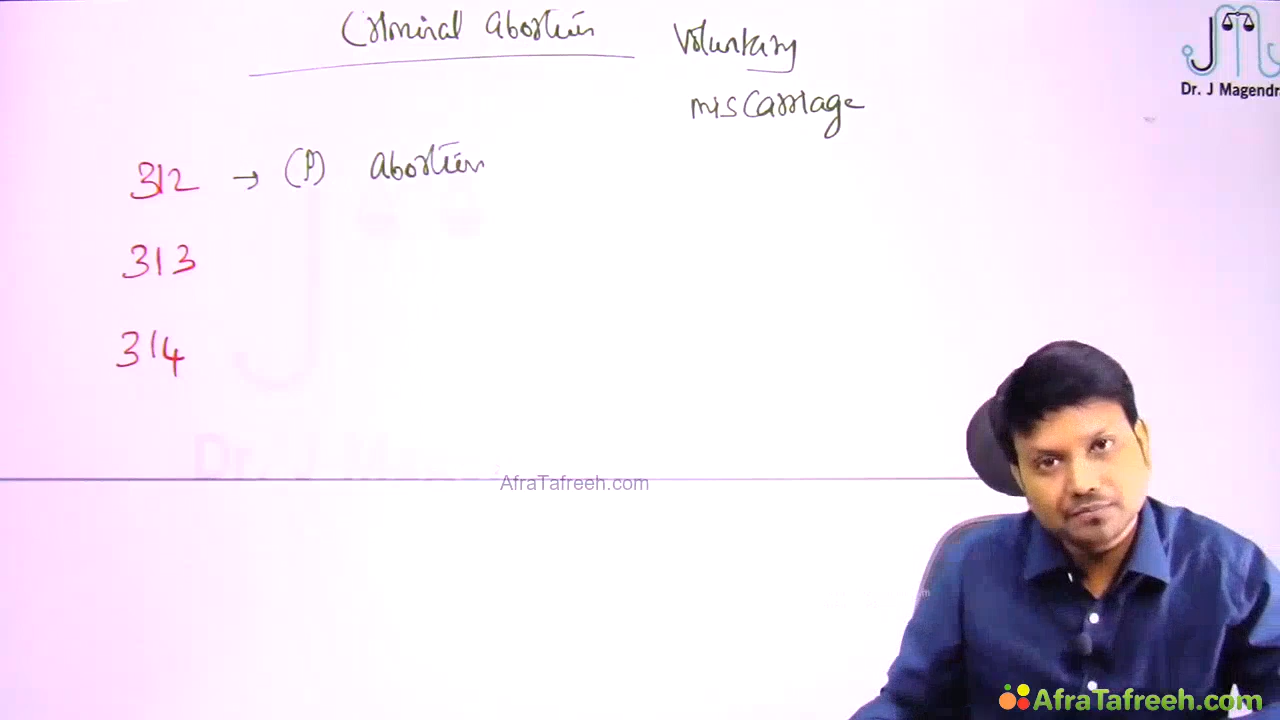 Criminal abortion
Voluntary
miscarriage
312 → (P) abortion
313
314
Dr. J Magendr
AfraTafreeh.com
AfraTafreeh.com